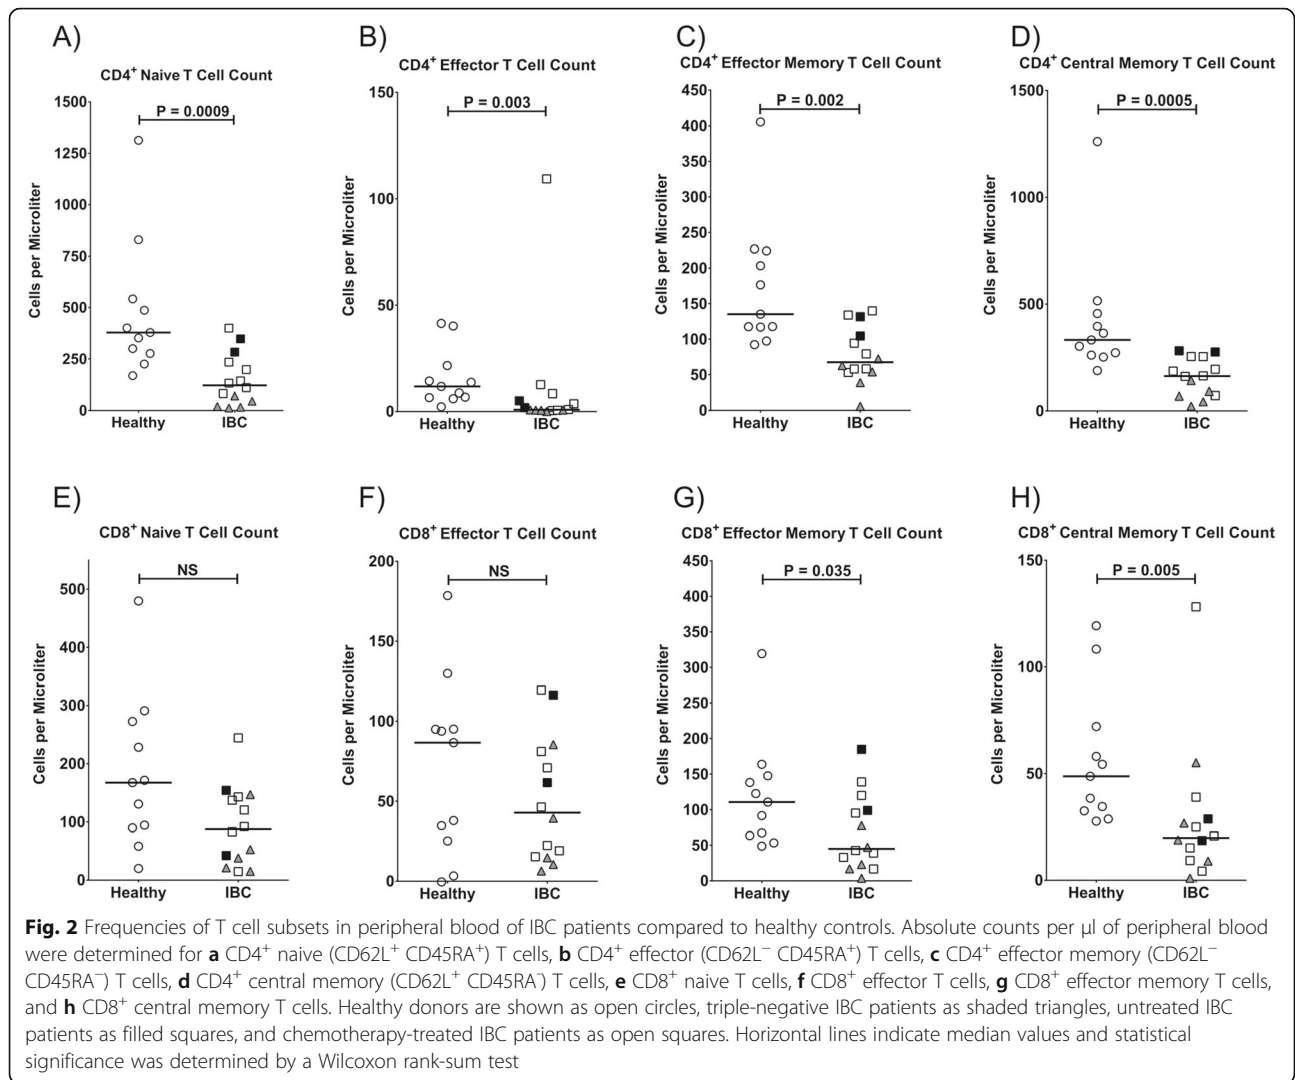 A)
CD4+ Naive T Cell Count
Cells per Microliter
1500
1250
1000
750
500
250
0
P = 0.0009
Healthy
IBC
B)
CD4+ Effector T Cell Count
Cells per Microliter
150
100
50
0
P = 0.003
Healthy
IBC
C)
CD4+ Effector Memory T Cell Count
Cells per Microliter
450
400
350
300
250
200
150
100
50
0
P = 0.002
Healthy
IBC
D)
CD4+ Central Memory T Cell Count
Cells per Microliter
1500
1000
500
0
P = 0.0005
Healthy
IBC
E)
CD8+ Naive T Cell Count
Cells per Microliter
500
400
300
200
100
0
NS
Healthy
IBC
F)
CD8+ Effector T Cell Count
Cells per Microliter
200
150
100
50
0
NS
Healthy
IBC
G)
CD8+ Effector Memory T Cell Count
Cells per Microliter
450
400
350
300
250
200
150
100
50
0
P = 0.035
Healthy
IBC
H)
CD8+ Central Memory T Cell Count
Cells per Microliter
150
100
50
0
P = 0.005
Healthy
IBC
Fig. 2 Frequencies of T cell subsets in peripheral blood of IBC patients compared to healthy controls. Absolute counts per μl of peripheral blood
were determined for a CD4+ naive (CD62L+ CD45RA+) T cells, b CD4+ effector (CD62L− CD45RA+) T cells, c CD4+ effector memory (CD62L−
CD45RA−) T cells, d CD4+ central memory (CD62L+ CD45RA-) T cells, e CD8+ naive T cells, f CD8+ effector T cells, g CD8+ effector memory T cells,
and h CD8+ central memory T cells. Healthy donors are shown as open circles, triple-negative IBC patients as shaded triangles, untreated IBC
patients as filled squares, and chemotherapy-treated IBC patients as open squares. Horizontal lines indicate median values and statistical
significance was determined by a Wilcoxon rank-sum test